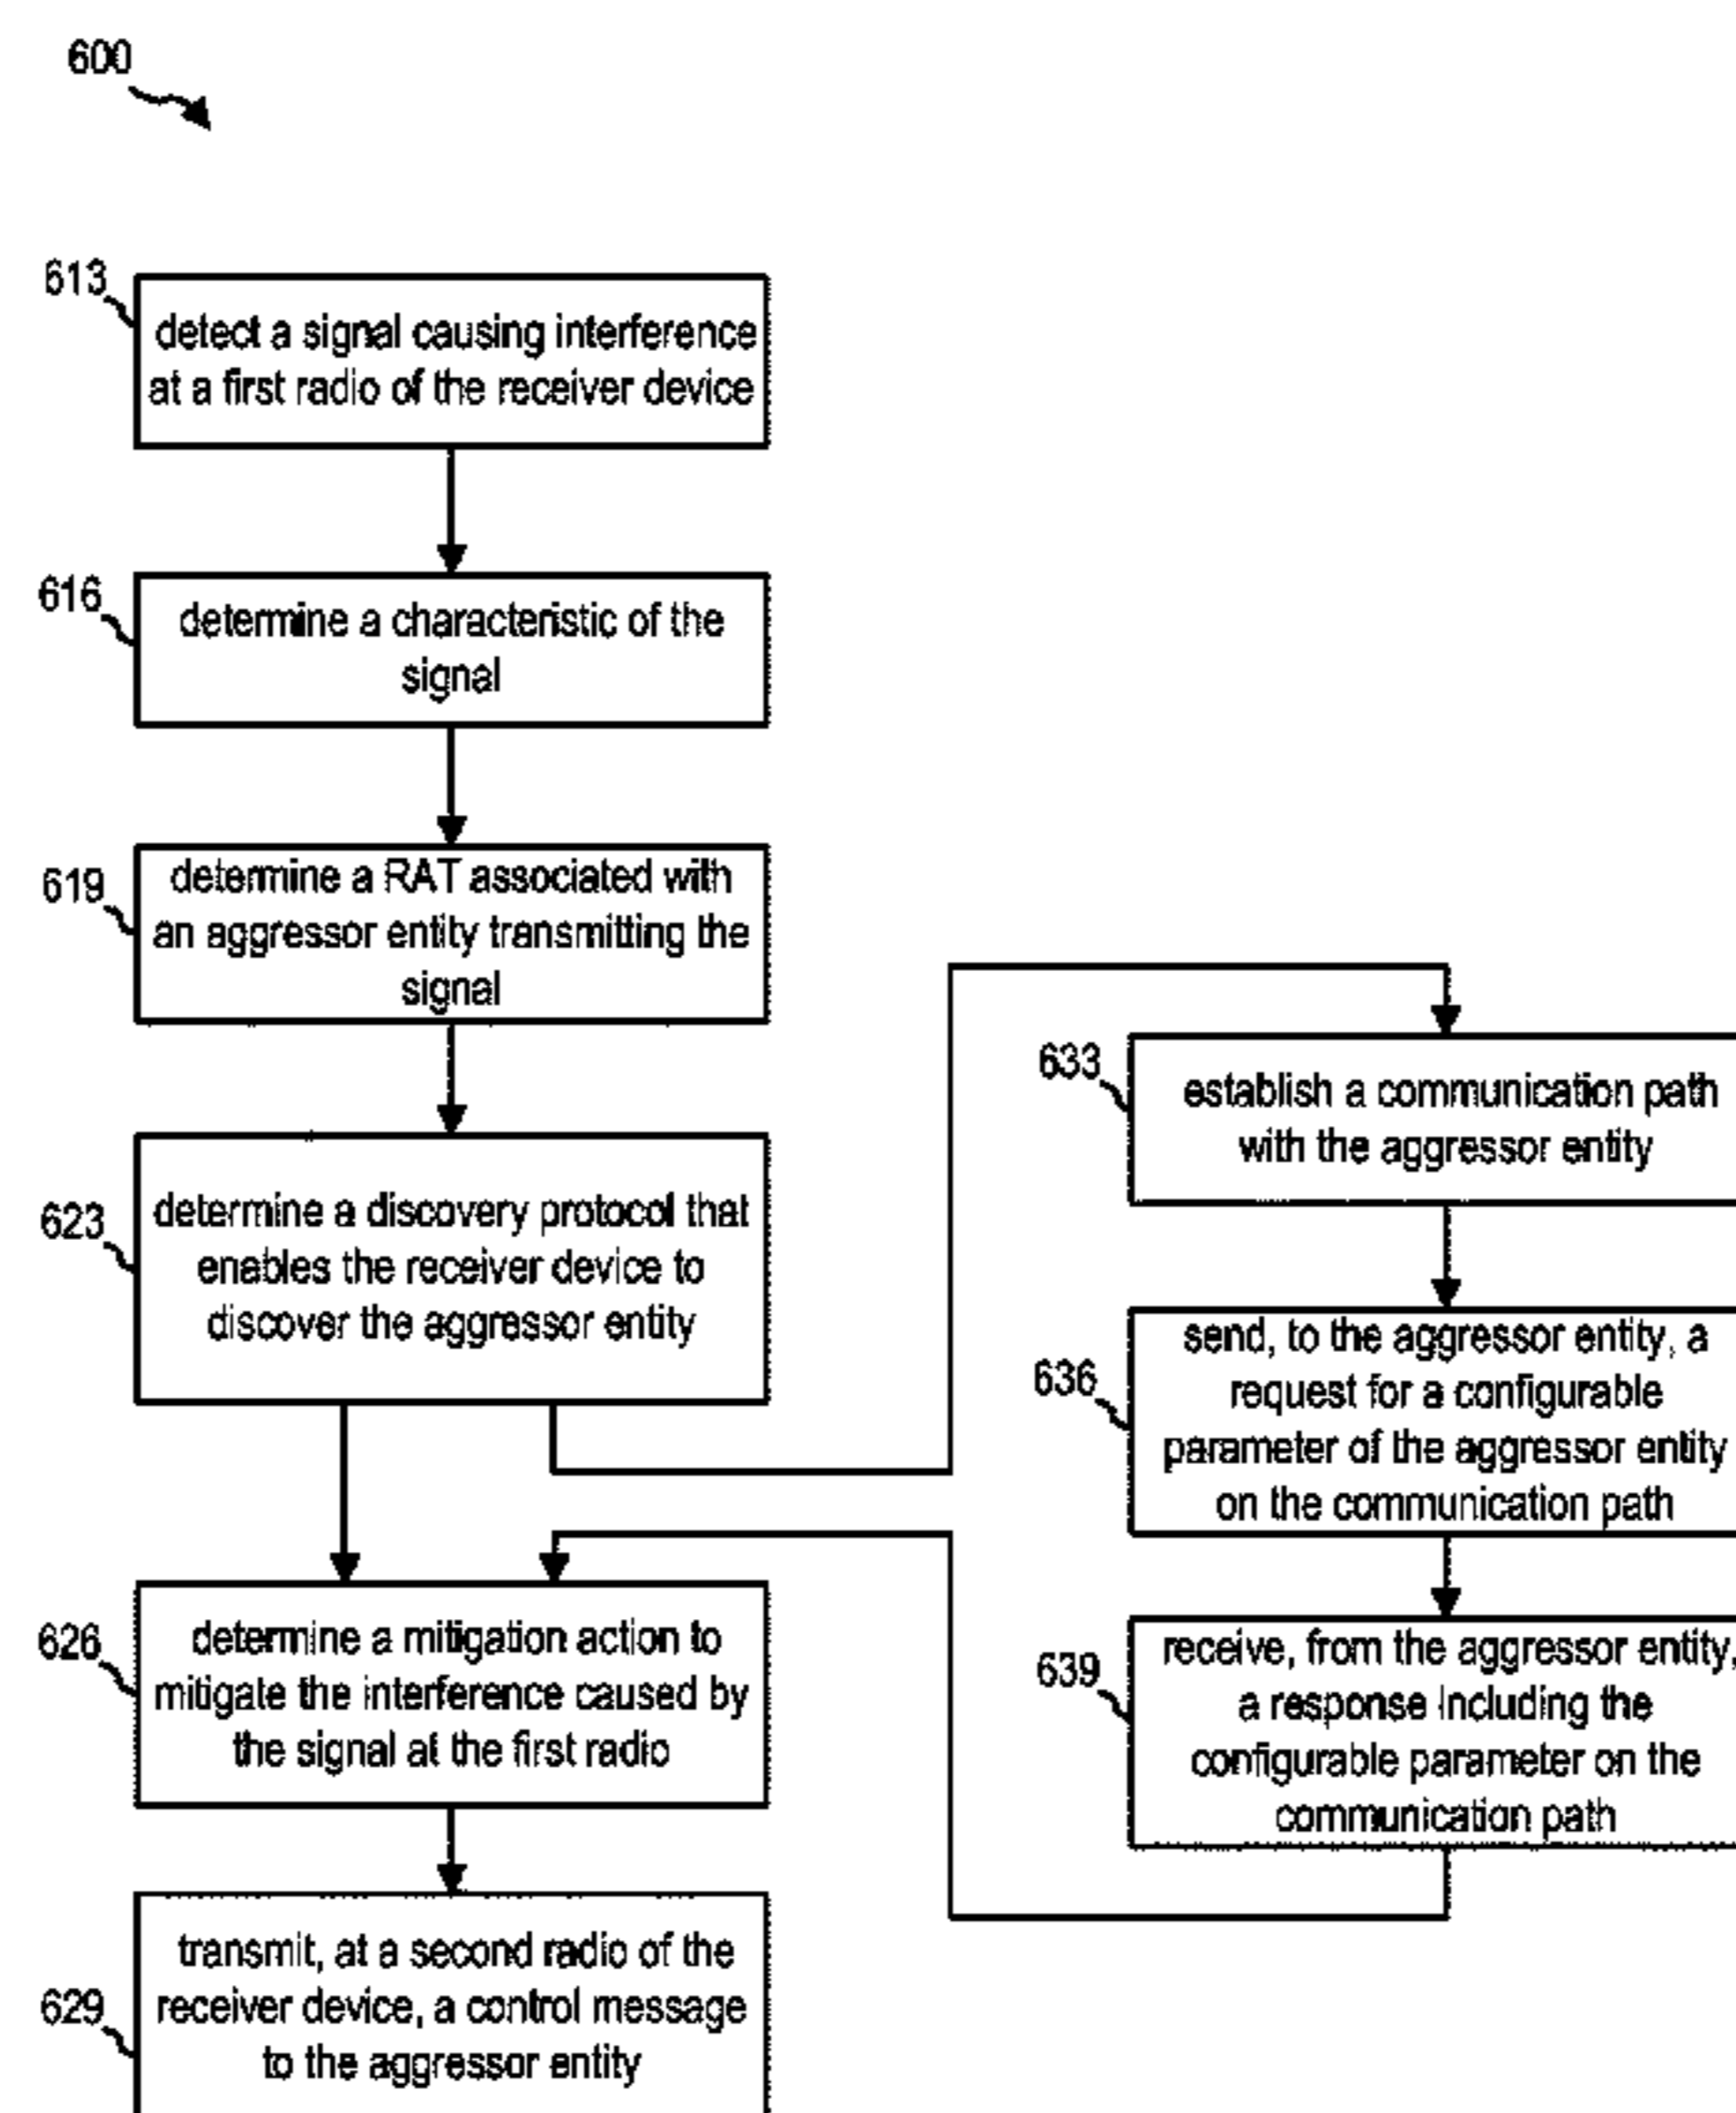 600
613
detect a signal causing interference
at a first radio of the receiver device
616
determine a characteristic of the
signal
619
determine a RAT associated with
an aggressor entity transmitting the
signal
623
determine a discovery protocol that
enables the receiver device to
discover the aggressor entity
626
determine a mitigation action to
mitigate the interference caused by
the signal at the first radio
629
transmit, at a second radio of the
receiver device, a control message
to the aggressor entity
633
establish a communication path
with the aggressor entity
636
send, to the aggressor entity, a
request for a configurable
parameter of the aggressor entity
on the communication path
639
receive, from the aggressor entity,
a response including the
configurable parameter on the
communication path